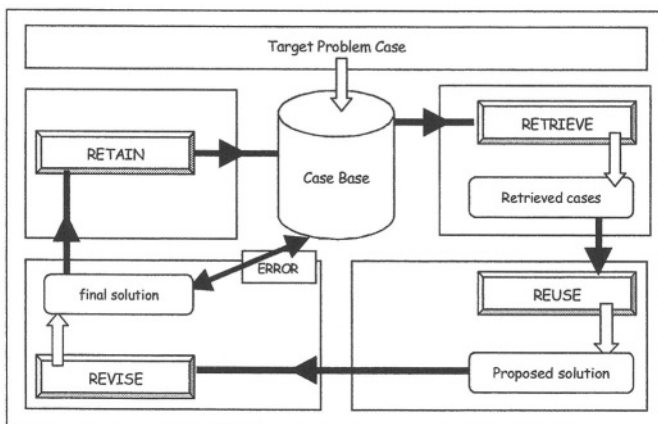 Target Problem Case
RETRIEVE
RETAIN
Case Base
Retrieved cases
ERROR
final solution
REUSE
REVISE
Proposed solution